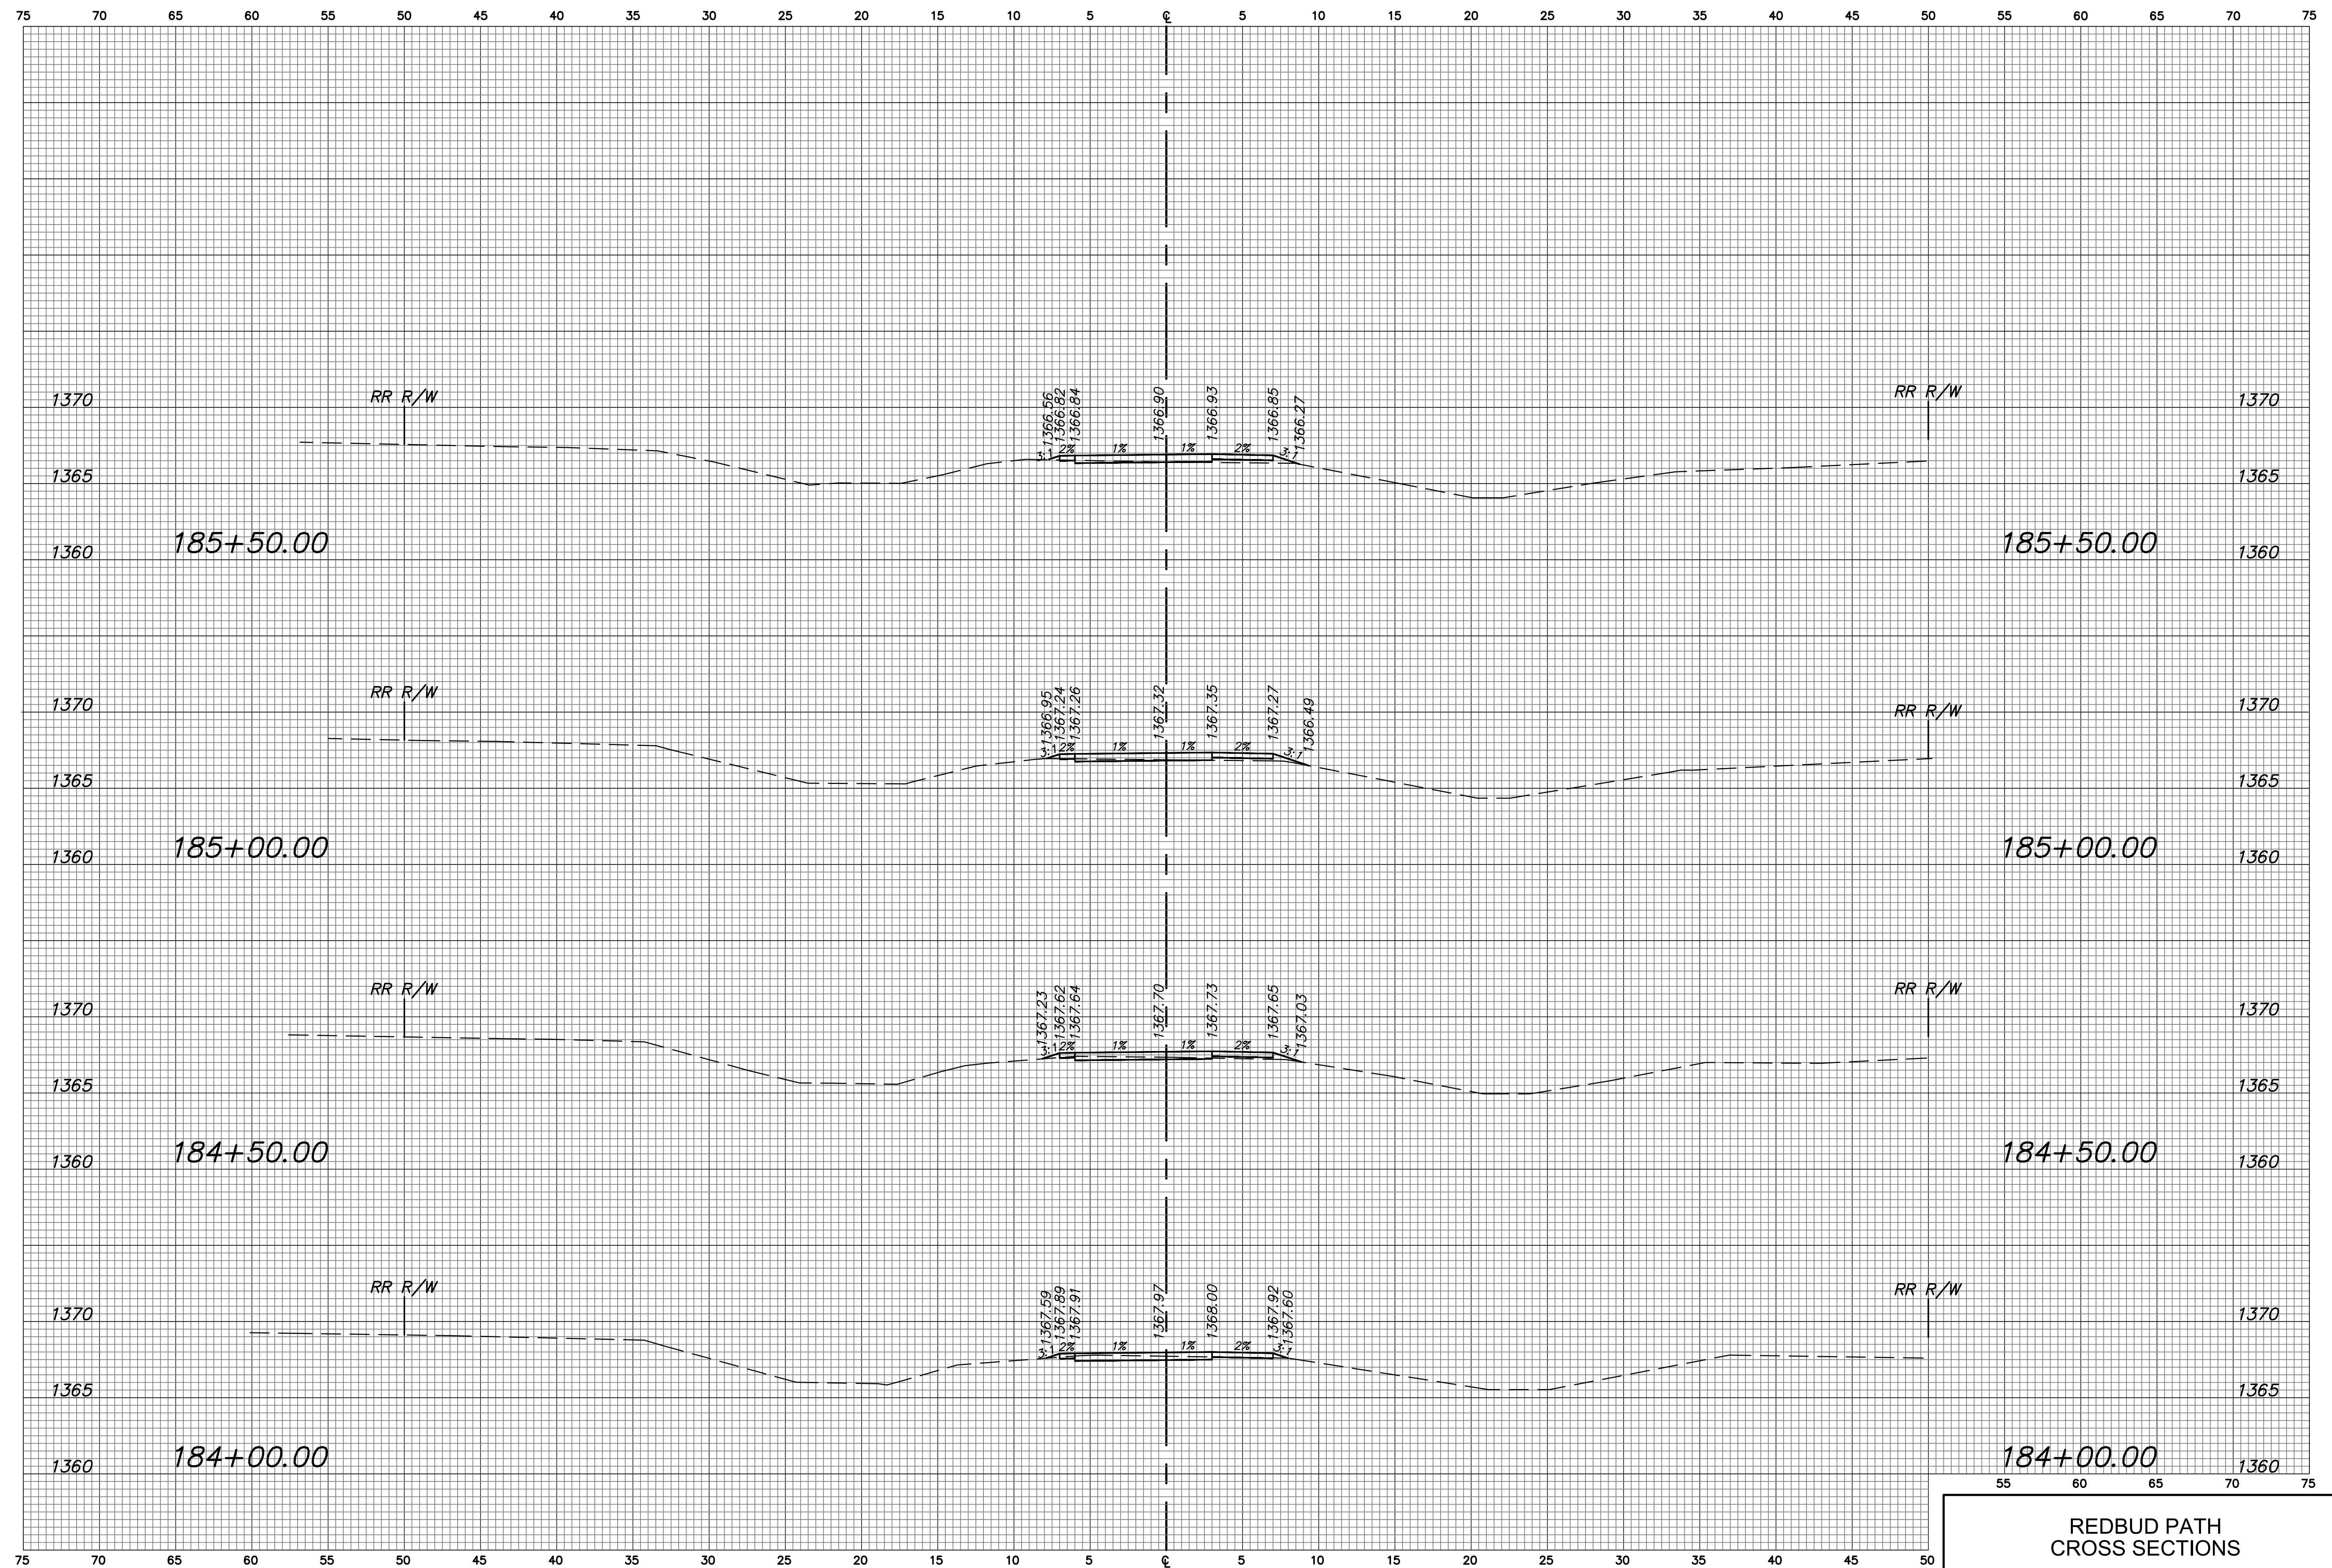 75 70 65 60 55 50 45 40 35 30 25 20 15 10 5 ℄ 5 10 15 20 25 30 35 40 45 50 55 60 65 70 75
1366.56 1366.82 1366.84 1366.90 1366.93 1366.85 1366.27
1370 RR R/W RR R/W 1370
3:1 2% 1% 1% 2% 3:1
1365 1365
185+50.00 185+50.00
1360 1360
1366.95 1367.24 1367.26 1367.32 1367.35 1367.27 1366.49
1370 RR R/W RR R/W 1370
3:1 2% 1% 1% 2% 3:1
1365 1365
185+00.00 185+00.00
1360 1360
1367.23 1367.62 1367.64 1367.70 1367.73 1367.65 1367.03
1370 RR R/W RR R/W 1370
3:1 2% 1% 1% 2% 3:1
1365 1365
184+50.00 184+50.00
1360 1360
1367.59 1367.89 1367.91 1367.97 1368.00 1367.92 1367.60
1370 RR R/W RR R/W 1370
3:1 2% 1% 1% 2% 3:1
1365 1365
184+00.00 184+00.00
1360 1360
55 60 65 70 75
REDBUD PATH
CROSS SECTIONS
75 70 65 60 55 50 45 40 35 30 25 20 15 10 5 ℄ 5 10 15 20 25 30 35 40 45 50